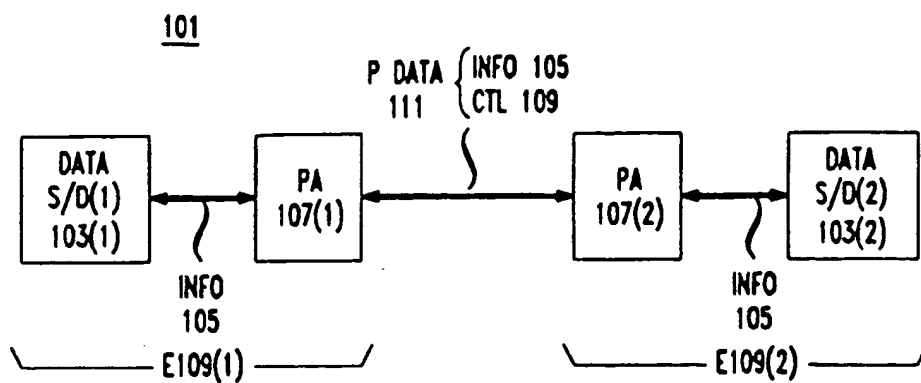 101
P DATA
111
INFO 105
CTL 109
DATA
S/D(1)
103(1)
PA
107(1)
PA
107(2)
DATA
S/D(2)
103(2)
INFO
105
INFO
105
E109(1)
E109(2)